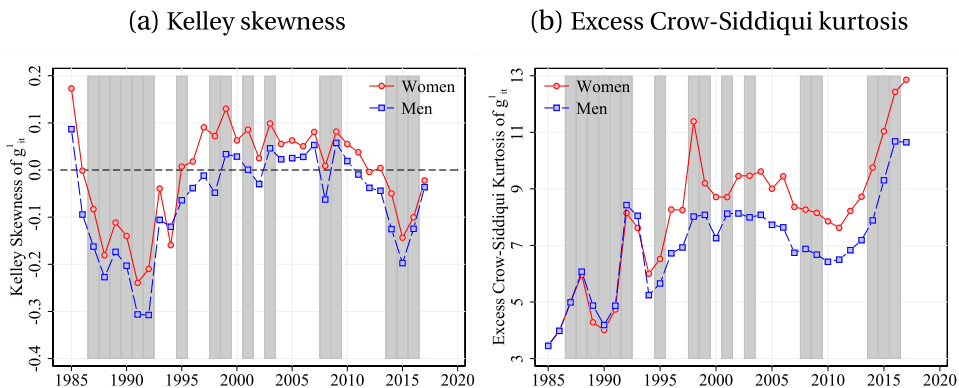 (a) Kelley skewness
Kelley Skewness of g¹ᵢₜ
0.2
0.1
0.0
-0.1
-0.2
-0.3
-0.4
Women
Men
1985 1990 1995 2000 2005 2010 2015 2020
(b) Excess Crow-Siddiqui kurtosis
Excess Crow-Siddiqui Kurtosis of g¹ᵢₜ
13
11
9
7
5
3
Women
Men
1985 1990 1995 2000 2005 2010 2015 2020